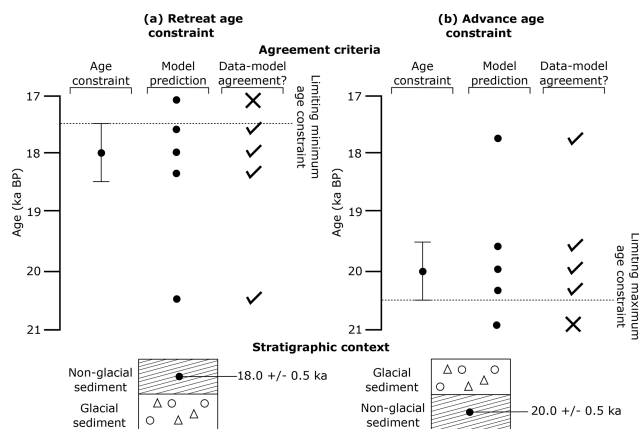 (a) Retreat age
constraint
(b) Advance age
constraint
Agreement criteria
Age
constraint
Model
prediction
Data-model
agreement?
Age
constraint
Model
prediction
Data-model
agreement?
Limiting minimum
age constraint
17
18
19
20
21
Age (ka BP)
17
18
19
20
21
Age (ka BP)
Limiting maximum
age constraint
Stratigraphic context
Non-glacial
sediment
18.0 +/- 0.5 ka
Glacial
sediment
Glacial
sediment
Non-glacial
sediment
20.0 +/- 0.5 ka